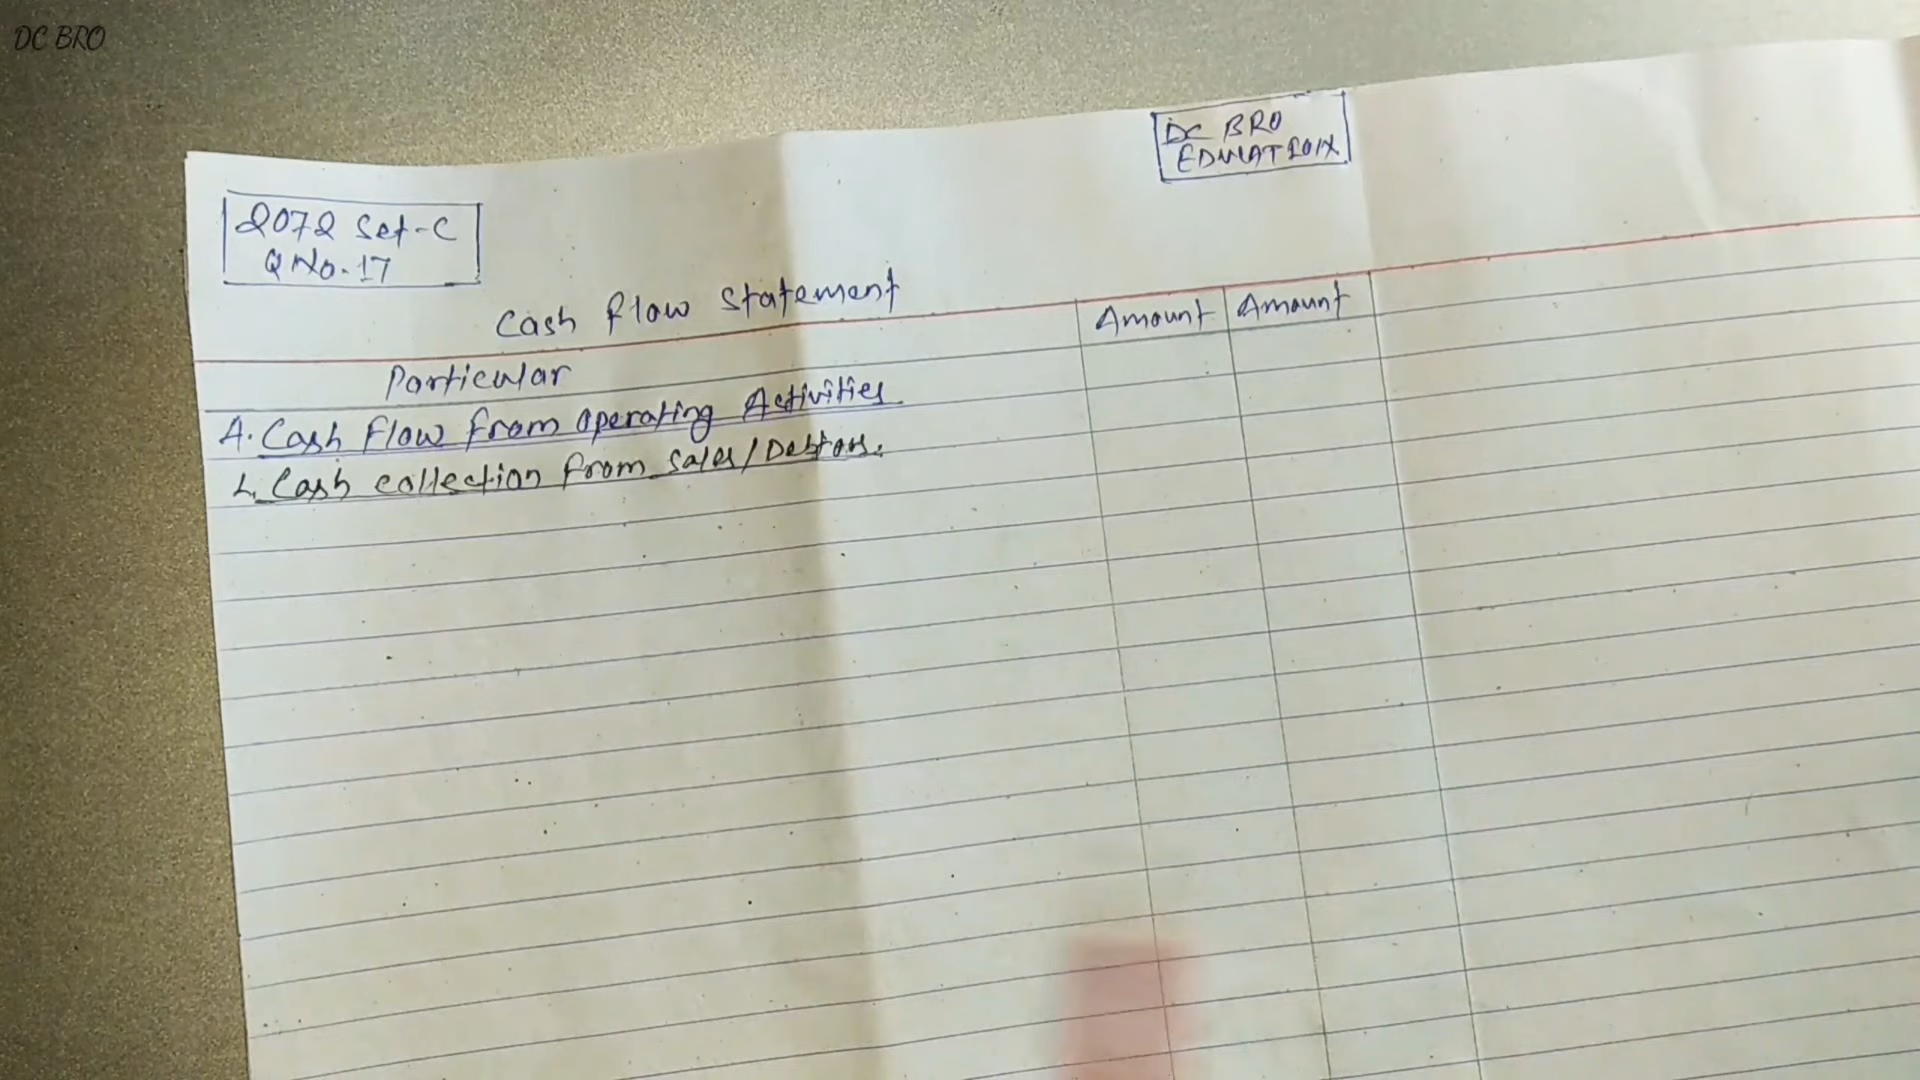 DC BRO
DC BRO
2072 Set-C
Q No. 17
Cash flow statement
Amount Amount
Particular
A. Cash Flow from Operating Activities
1. Cash collection from Sales/Debtors: